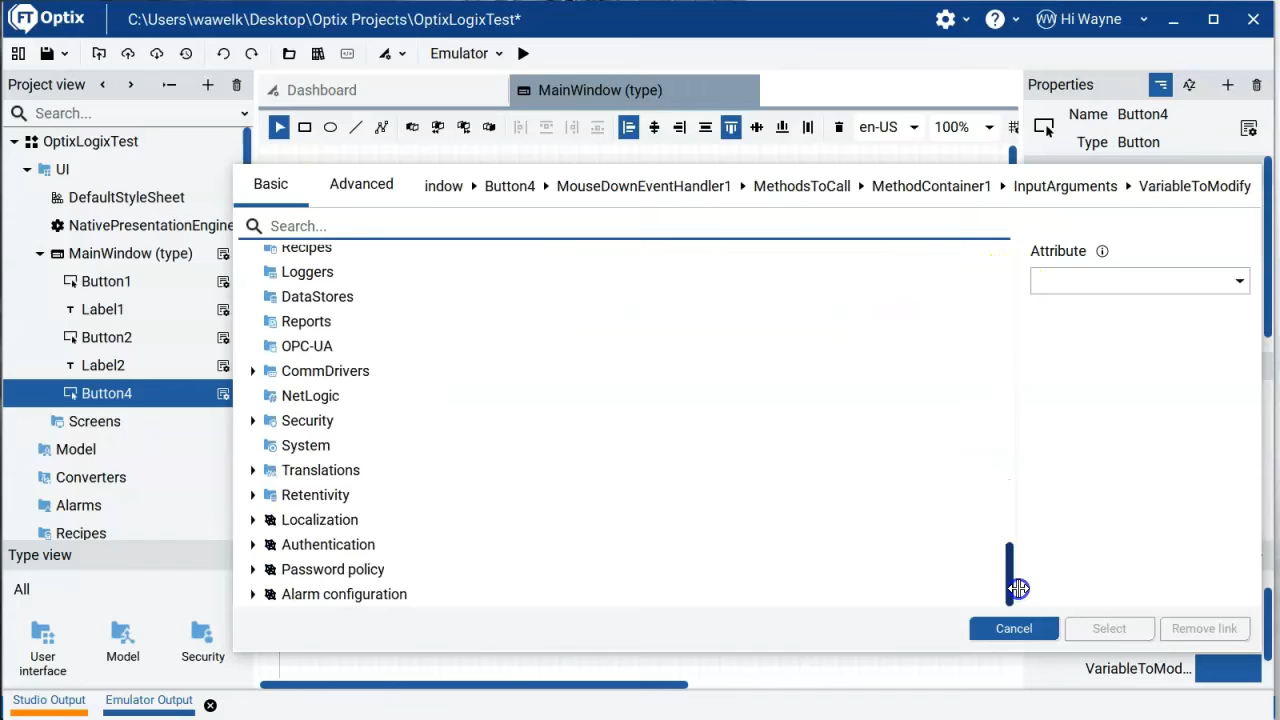 FT Optix
C:\Users\wawelk\Desktop\Optix Projects\OptixLogixTest*
WW Hi Wayne
Emulator
Project view
Dashboard
MainWindow (type)
Properties
Search...
Name Button4
Type Button
en-US
100%
OptixLogixTest
UI
DefaultStyleSheet
NativePresentationEngine
MainWindow (type)
Button1
Label1
Button2
Label2
Button4
Screens
Model
Converters
Alarms
Recipes
Basic
Advanced
indow Button4 MouseDownEventHandler1 MethodsToCall MethodContainer1 InputArguments VariableToModify
Search...
Recipes
Loggers
DataStores
Reports
OPC-UA
CommDrivers
NetLogic
Security
System
Translations
Retentivity
Localization
Authentication
Password policy
Alarm configuration
Attribute
Cancel
Select
Remove link
Type view
All
User interface
Model
Security
VariableToMod...
Studio Output
Emulator Output